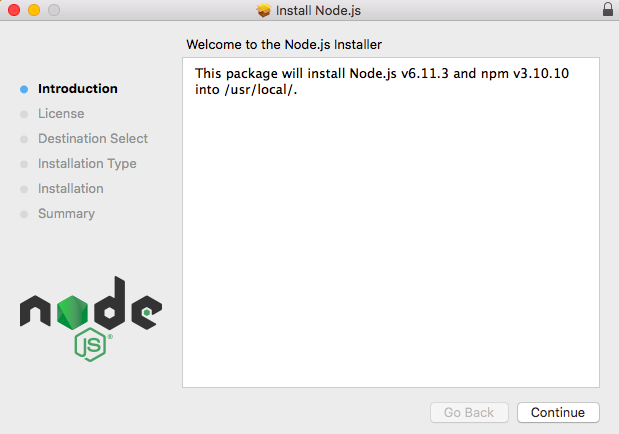 Install Node.js
Welcome to the Node.js Installer
This package will install Node.js v6.11.3 and npm v3.10.10
into /usr/local/.
Introduction
License
Destination Select
Installation Type
Installation
Summary
node
JS®
Go Back
Continue